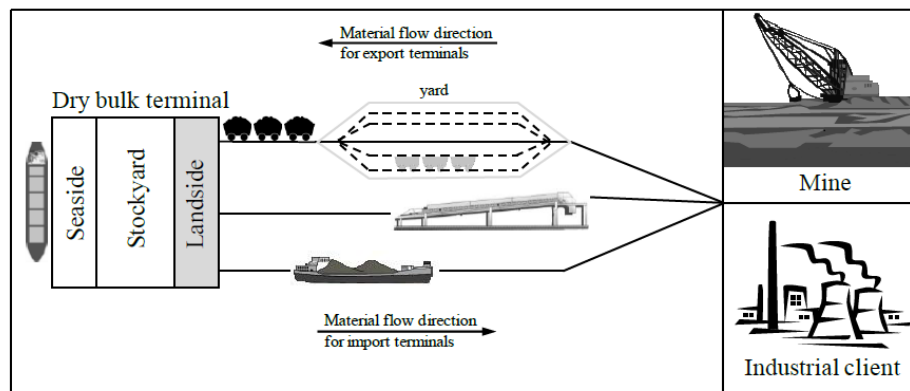 Material flow direction
for export terminals
yard
Dry bulk terminal
Seaside
Stockyard
Landside
Mine
Material flow direction
for import terminals
Industrial client